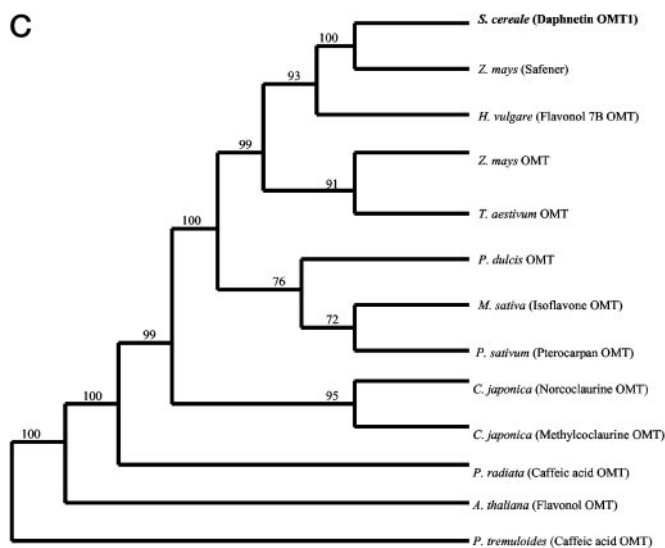 C
S. cereale (Daphnetin OMT1)
100
Z. mays (Safener)
93
H. vulgare (Flavonol 7B OMT)
99
Z. mays OMT
91
T. aestivum OMT
100
P. dulcis OMT
76
M. sativa (Isoflavone OMT)
72
P. sativum (Pterocarpan OMT)
99
C. japonica (Norcoclaurine OMT)
95
100
C. japonica (Methylcoclaurine OMT)
100
P. radiata (Caffeic acid OMT)
A. thaliana (Flavonol OMT)
P. tremuloides (Caffeic acid OMT)